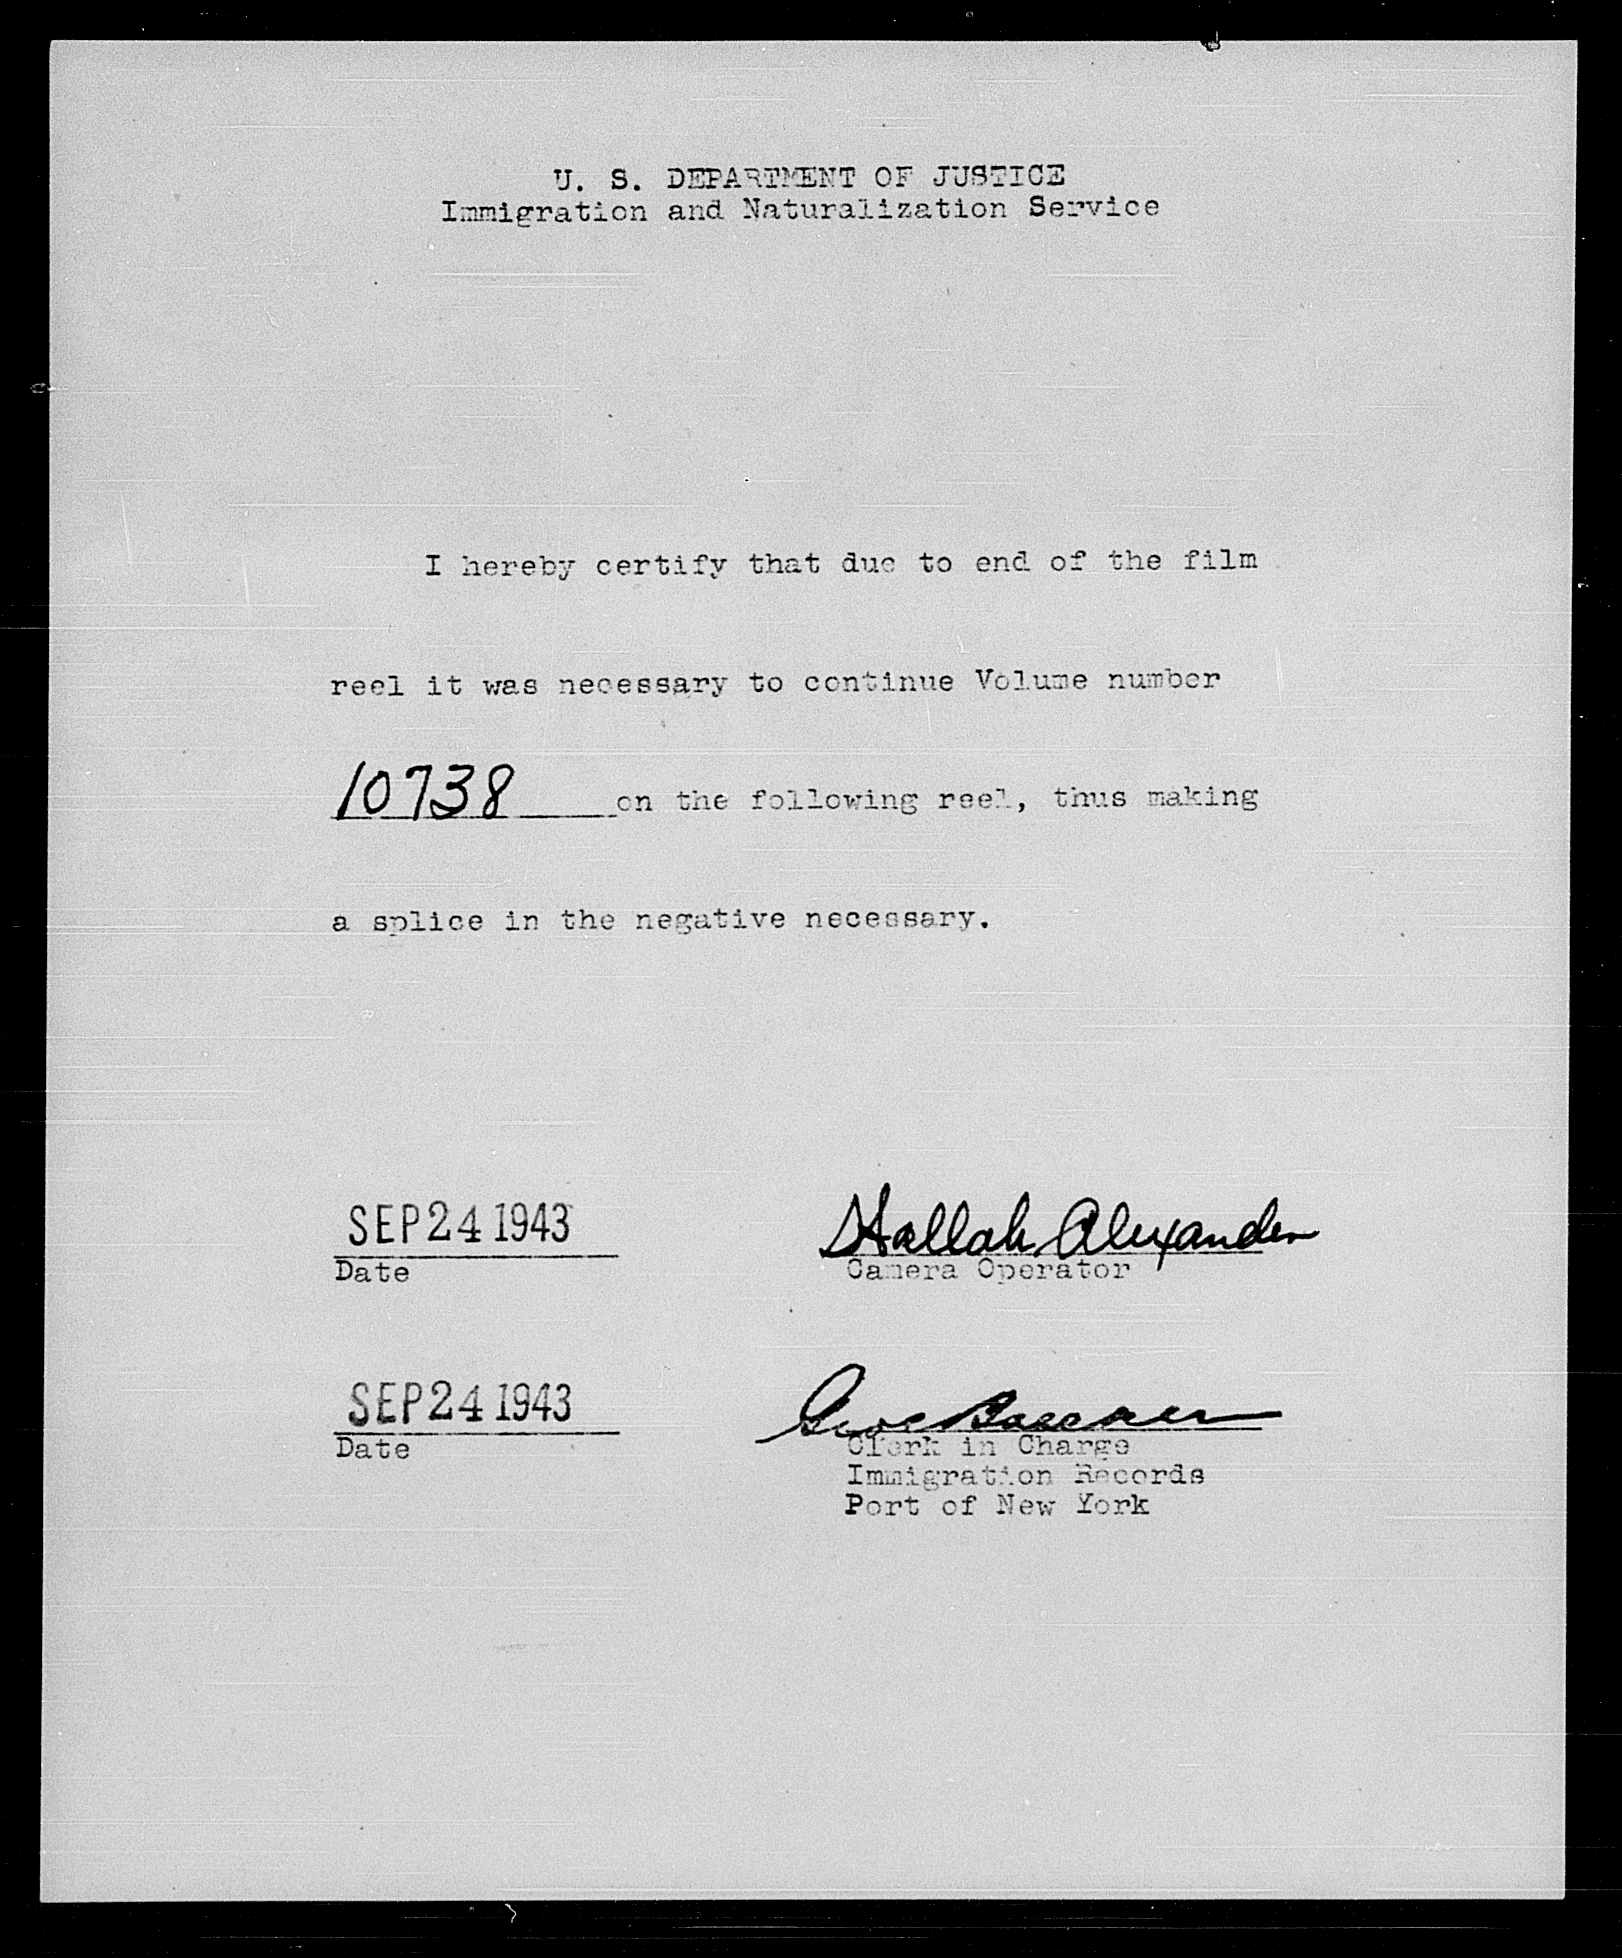 U. S. DEPARTMENT OF JUSTICE
Immigration and Naturalization Service
I hereby certify that due to end of the film
reel it was necessary to continue Volume number
10738 on the following reel, thus making
a splice in the negative necessary.
SEP 24 1943
Date
Hallah Alexander
Camera Operator
SEP 24 1943
Date
Geo
Clerk in Charge
Immigration Records
Port of New York